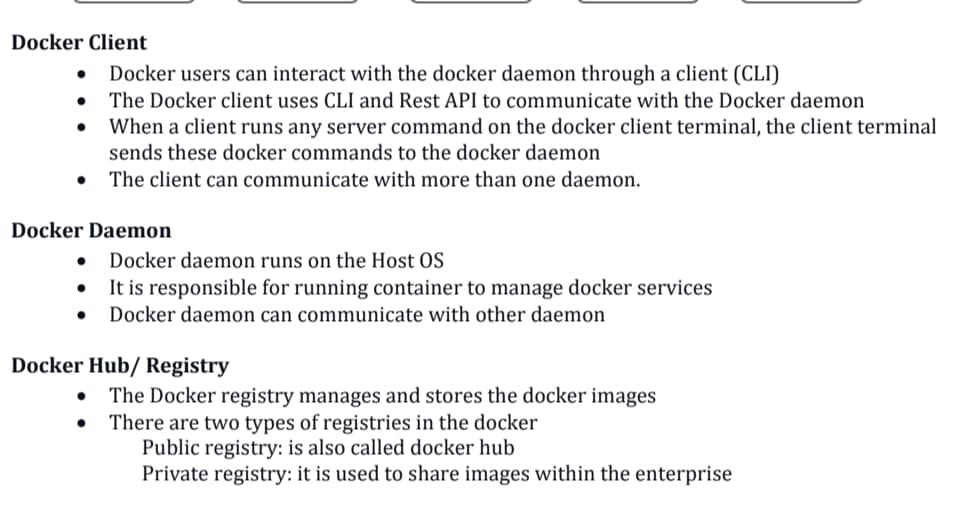 Docker Client
• Docker users can interact with the docker daemon through a client (CLI)
• The Docker client uses CLI and Rest API to communicate with the Docker daemon
• When a client runs any server command on the docker client terminal, the client terminal
sends these docker commands to the docker daemon
• The client can communicate with more than one daemon.
Docker Daemon
• Docker daemon runs on the Host OS
• It is responsible for running container to manage docker services
• Docker daemon can communicate with other daemon
Docker Hub/ Registry
• The Docker registry manages and stores the docker images
• There are two types of registries in the docker
Public registry: is also called docker hub
Private registry: it is used to share images within the enterprise